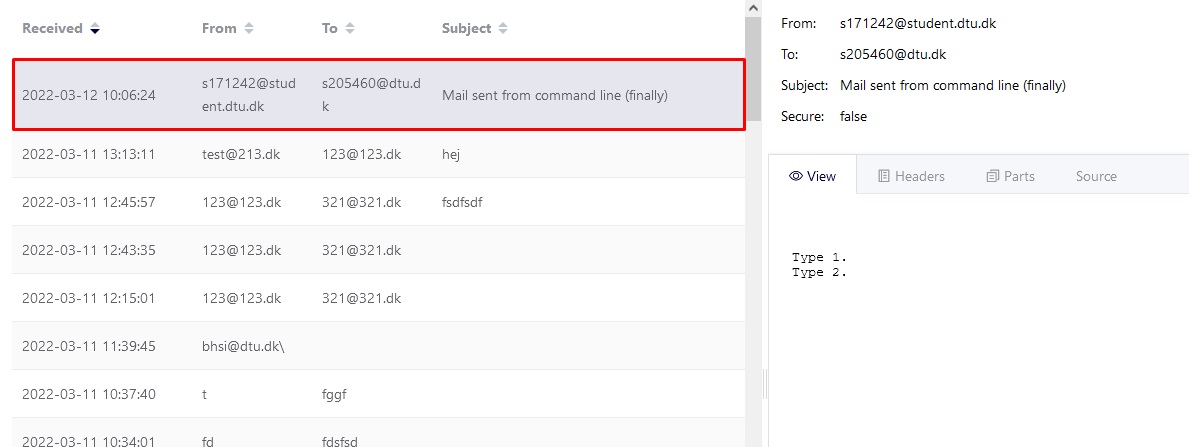 Received From To Subject
2022-03-12 10:06:24 s171242@stud s205460@dtu.d Mail sent from command line (finally)
ent.dtu.dk k
2022-03-11 13:13:11 test@213.dk 123@123.dk hej
2022-03-11 12:45:57 123@123.dk 321@321.dk fsdfsdf
2022-03-11 12:43:35 123@123.dk 321@321.dk
2022-03-11 12:15:01 123@123.dk 321@321.dk
2022-03-11 11:39:45 bhsi@dtu.dk\
2022-03-11 10:37:40 t fggf
2022-03-11 10:34:01 fd fdsfsd
From: s171242@student.dtu.dk
To: s205460@dtu.dk
Subject: Mail sent from command line (finally)
Secure: false
View Headers Parts Source
Type 1.
Type 2.